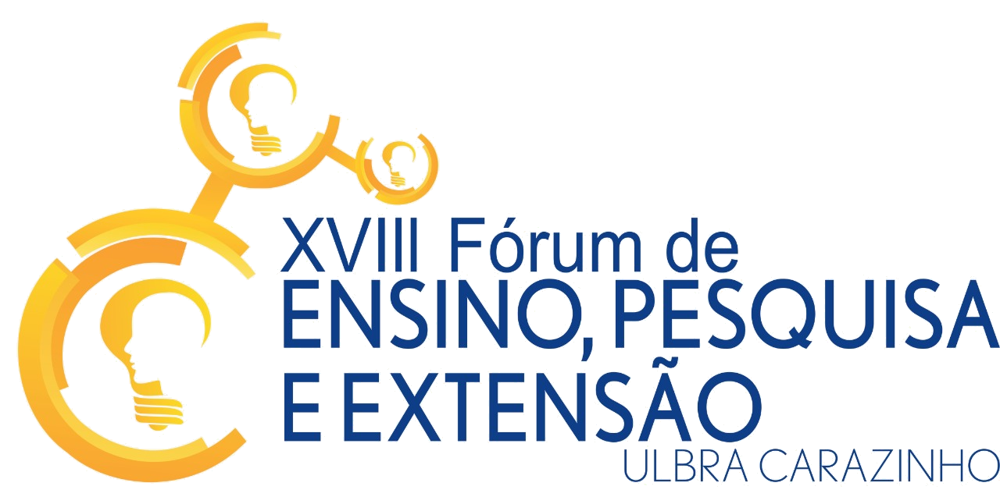 XVIII Fórum de
ENSINO, PESQUISA
E EXTENSÃO
ULBRA CARAZINHO